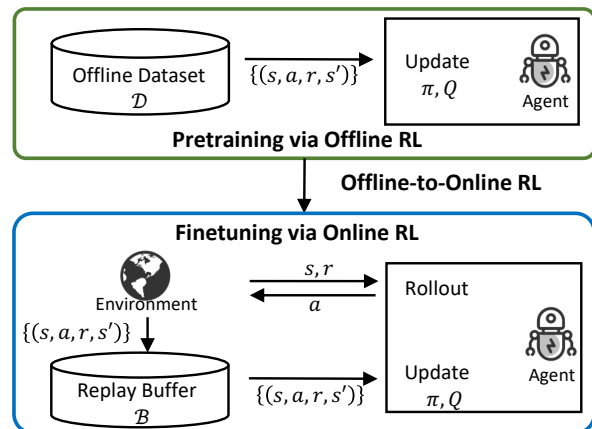 Offline Dataset
𝒟
{(s, a, r, s′)}
Update
π, Q
Agent
Pretraining via Offline RL
Offline-to-Online RL
Finetuning via Online RL
Environment
s, r
a
Rollout
{(s, a, r, s′)}
Replay Buffer
ℬ
{(s, a, r, s′)}
Update
π, Q
Agent